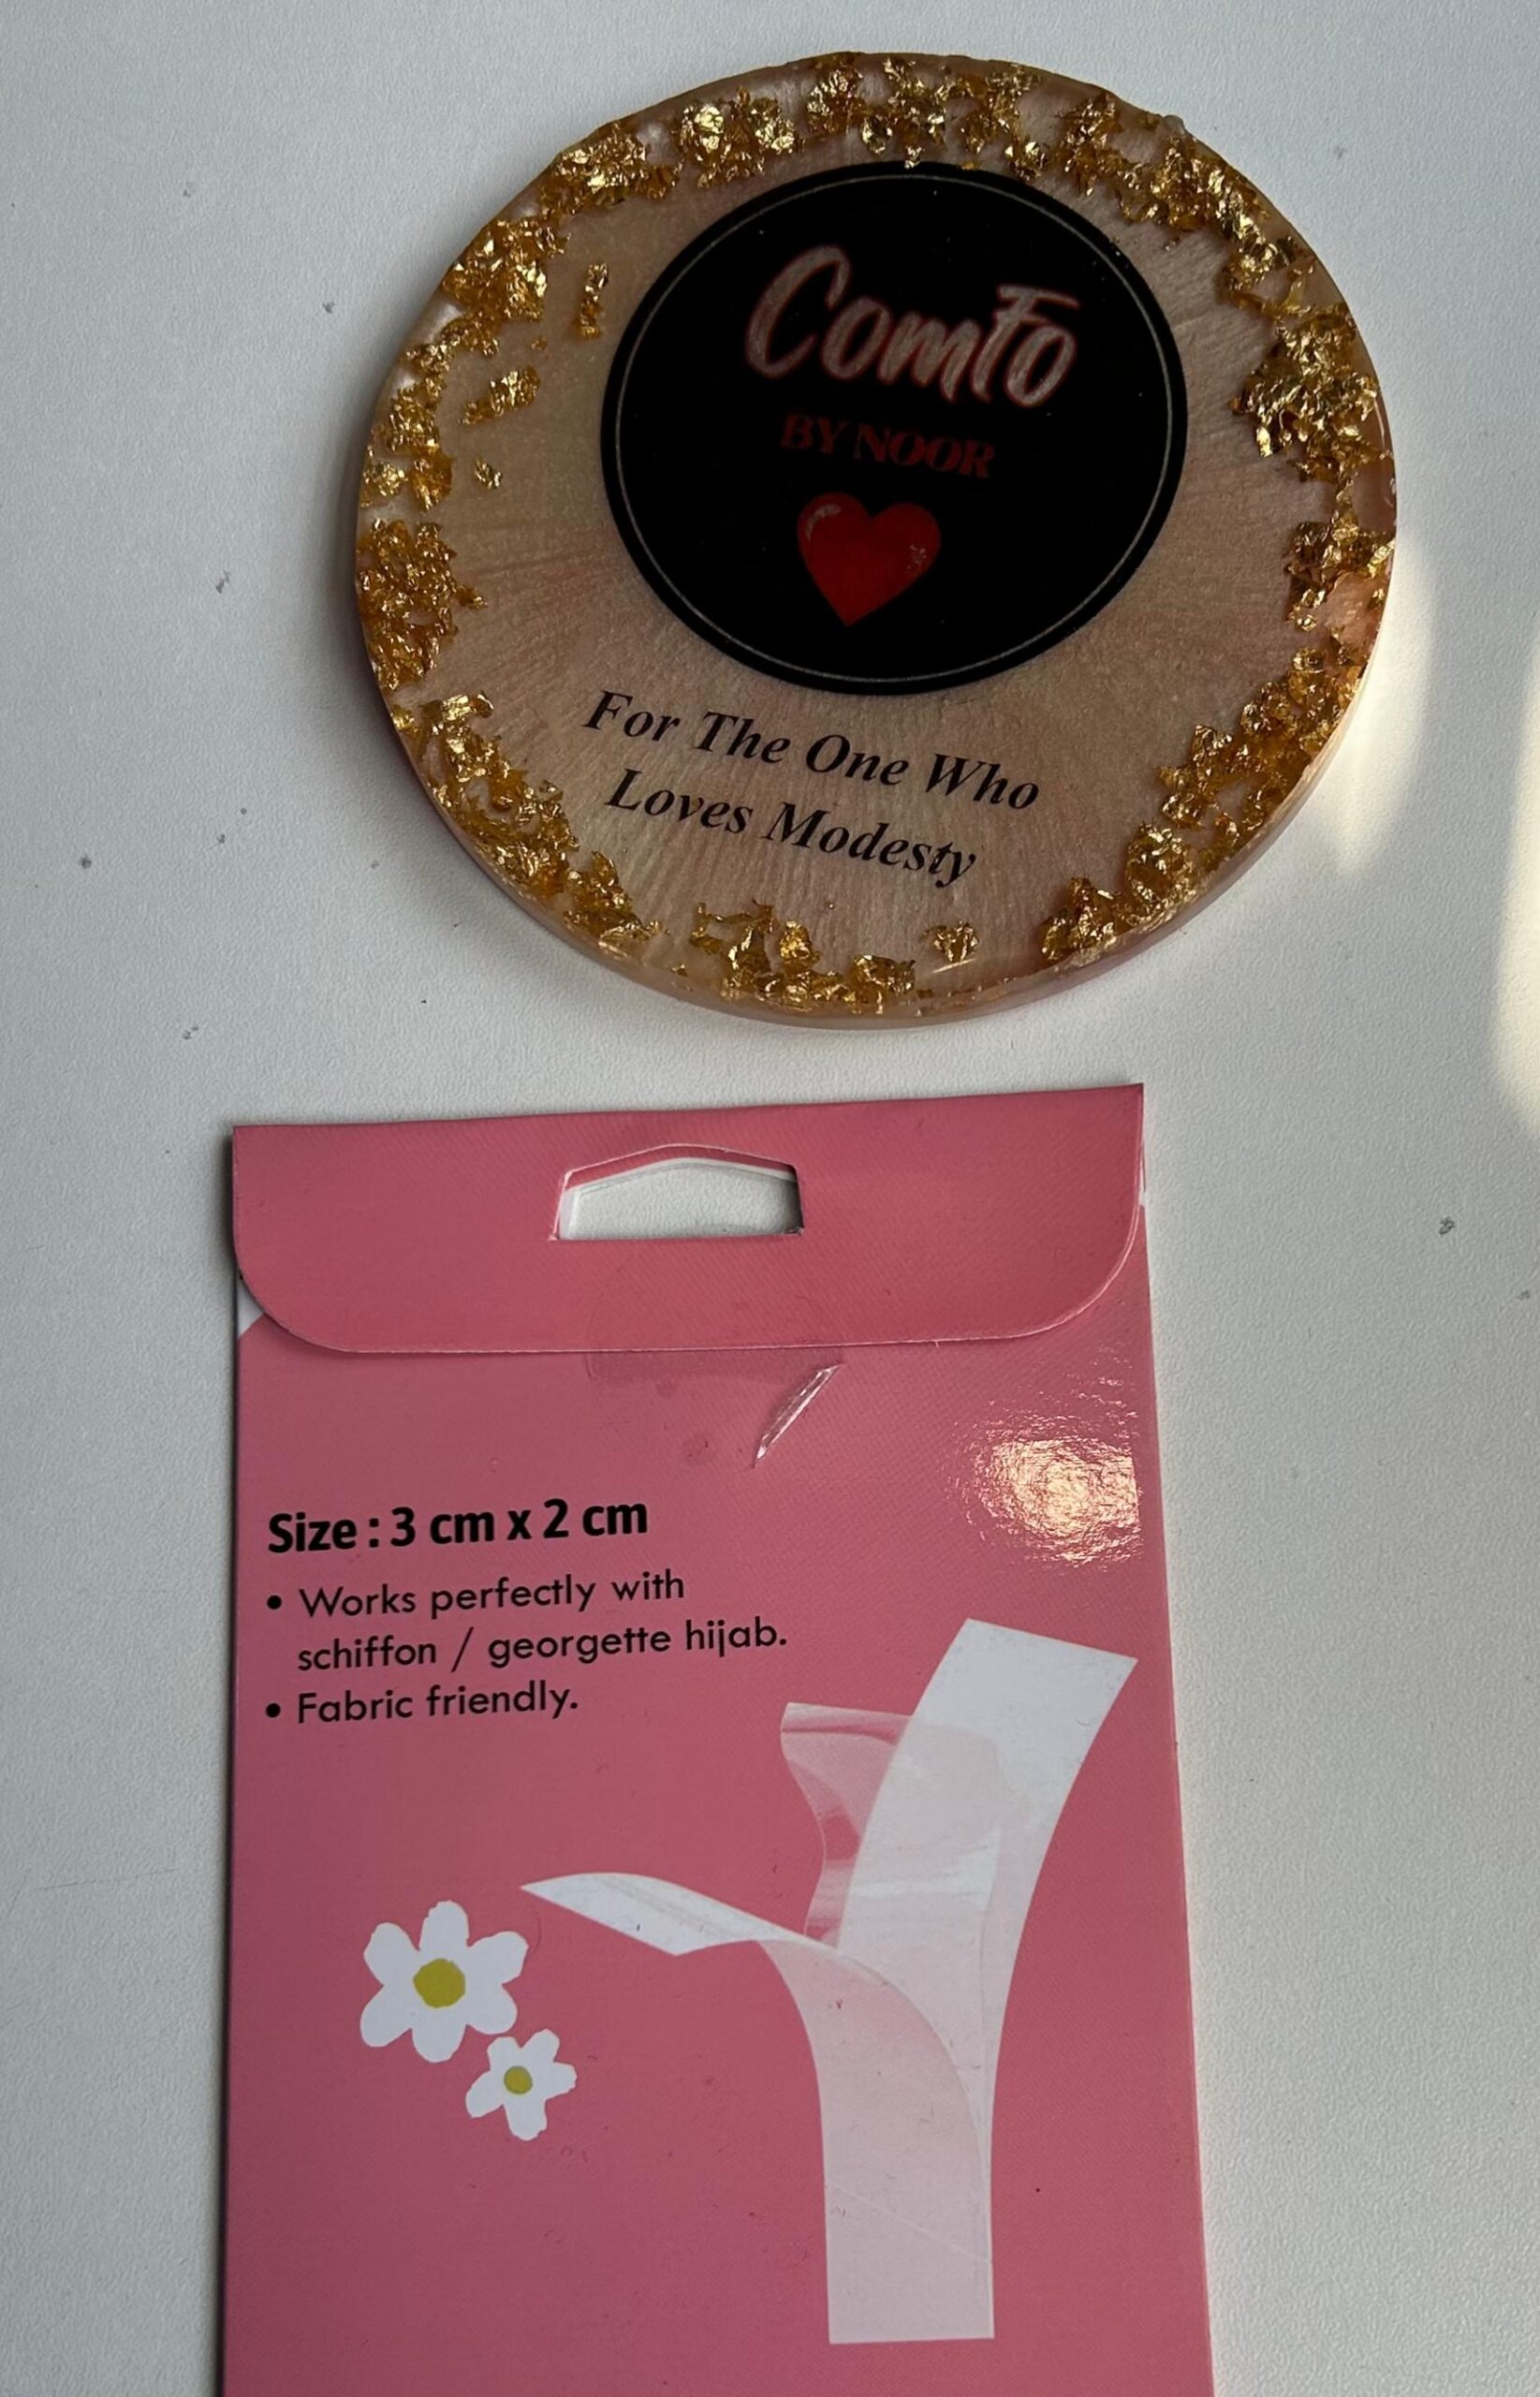 Comfo
BY NOOR
For The One Who
Loves Modesty
Size : 3 cm x 2 cm
• Works perfectly with
schiffon / georgette hijab.
• Fabric friendly.